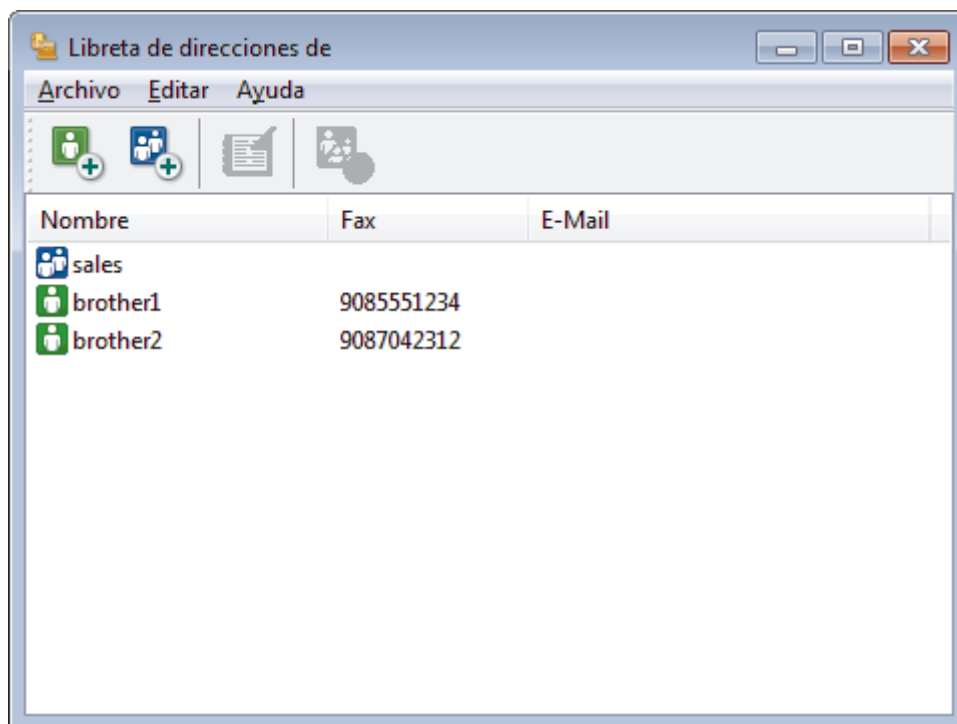 Libreta de direcciones de
Archivo Editar Ayuda
Nombre Fax E-Mail
sales
brother1 9085551234
brother2 9087042312